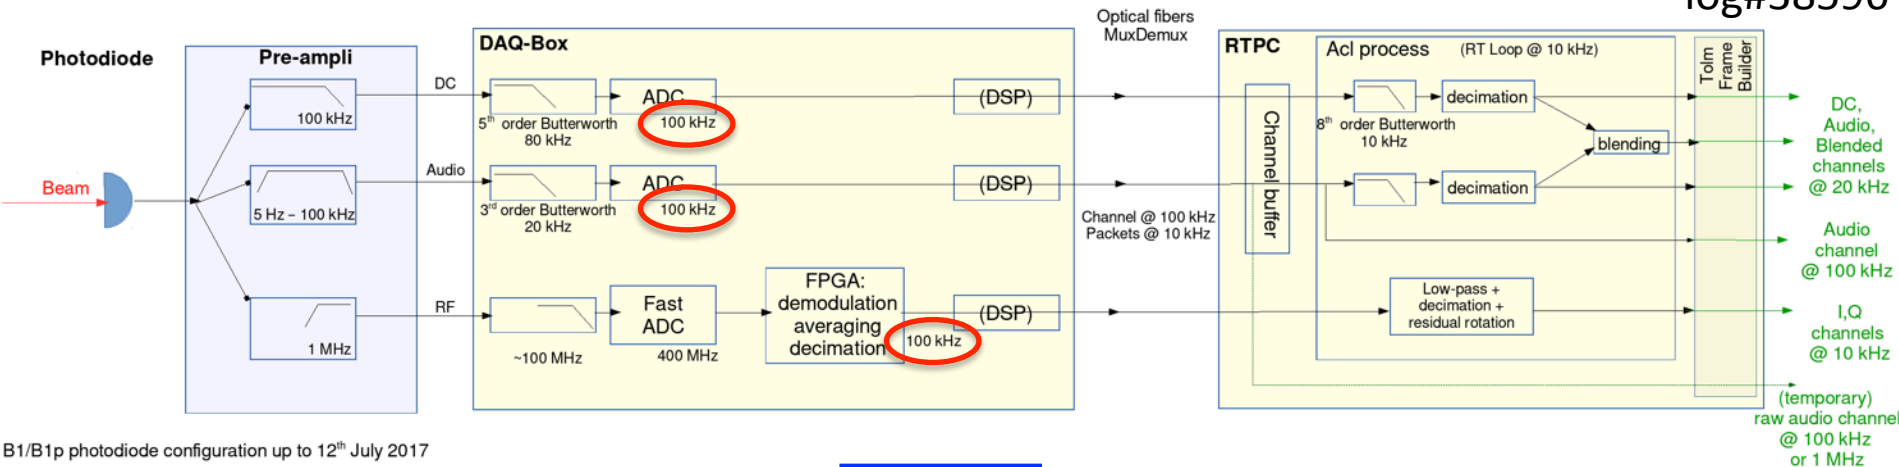 log#38596
Optical fibers
MuxDemux
Photodiode
Pre-ampli
DAQ-Box
RTPC
Acl process
(RT Loop @ 10 kHz)
Tolm
Frame
Builder
DC
ADC
(DSP)
decimation
100 kHz
5th order Butterworth
80 kHz
100 kHz
8th order Butterworth
10 kHz
Channel buffer
blending
DC,
Audio,
Blended
channels
@ 20 kHz
Beam
Audio
ADC
(DSP)
decimation
5 Hz – 100 kHz
3rd order Butterworth
20 kHz
100 kHz
Channel @ 100 kHz
Packets @ 10 kHz
Audio
channel
@ 100 kHz
RF
Fast
ADC
FPGA:
demodulation
averaging
decimation
(DSP)
Low-pass +
decimation +
residual rotation
1 MHz
~100 MHz
400 MHz
100 kHz
I,Q
channels
@ 10 kHz
(temporary)
raw audio channel
@ 100 kHz
or 1 MHz
B1/B1p photodiode configuration up to 12th July 2017